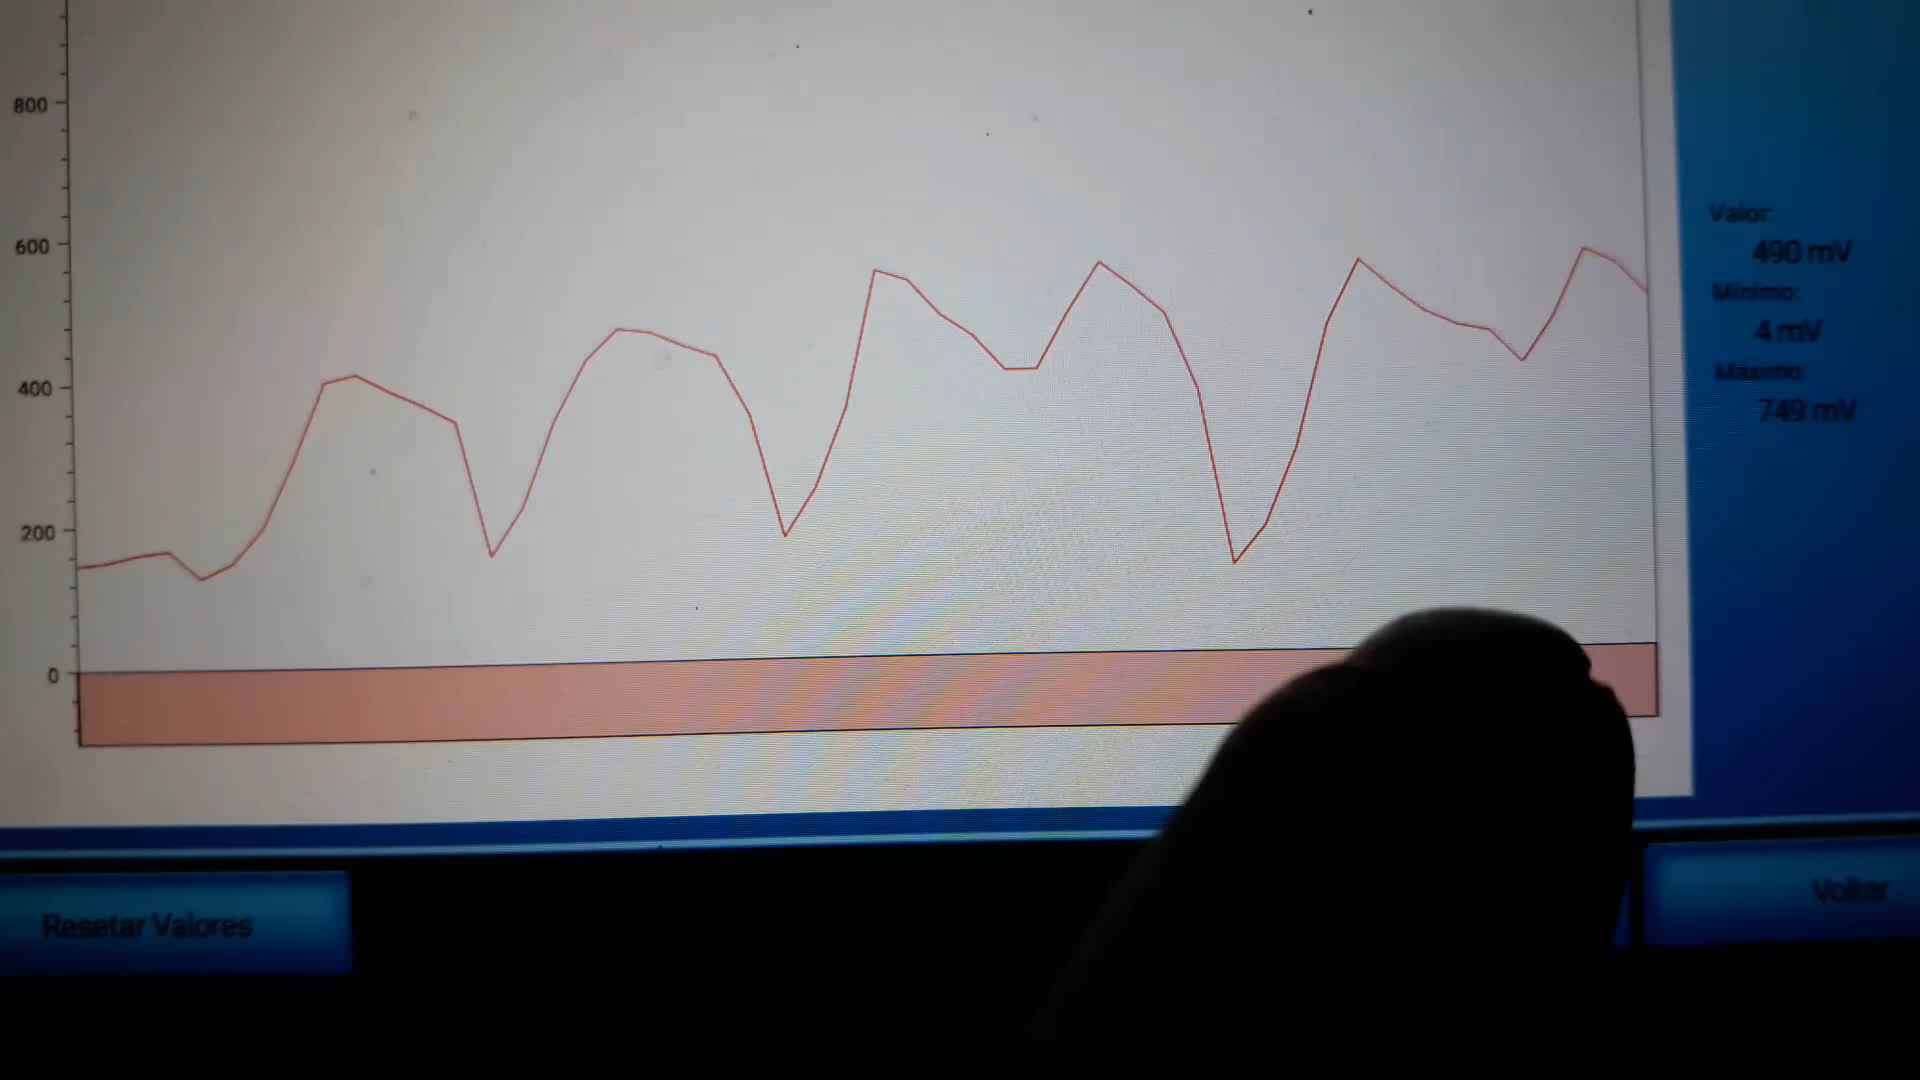 800
600
400
200
0
Valor:
490 mV
Mínimo:
4 mV
Máximo:
749 mV
Resetar Valores
Voltar